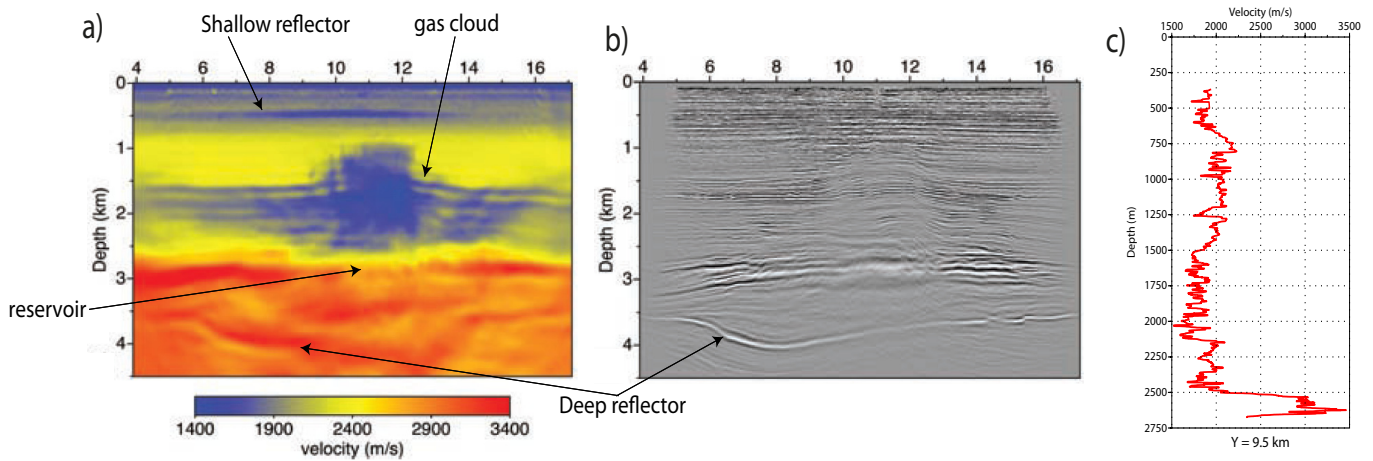 a)
Shallow reflector
gas cloud
4 6 8 10 12 14 16
0
1
2
3
4
Depth (km)
reservoir
1400 1900 2400 2900 3400
velocity (m/s)
b)
4 6 8 10 12 14 16
0
1
2
3
4
Depth (km)
Deep reflector
c)
Velocity (m/s)
1500 2000 2500 3000 3500
0
250
500
750
1000
1250
1500
1750
2000
2250
2500
2750
Depth (m)
Y = 9.5 km